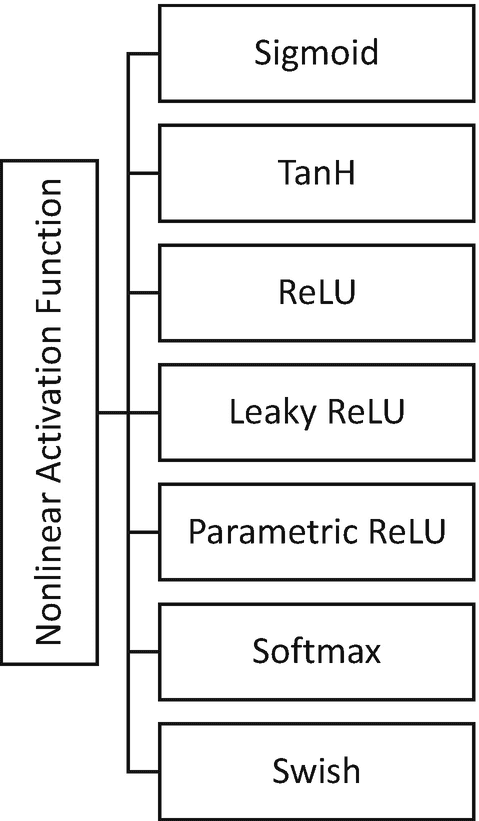 Nonlinear Activation Function
Sigmoid
TanH
ReLU
Leaky ReLU
Parametric ReLU
Softmax
Swish